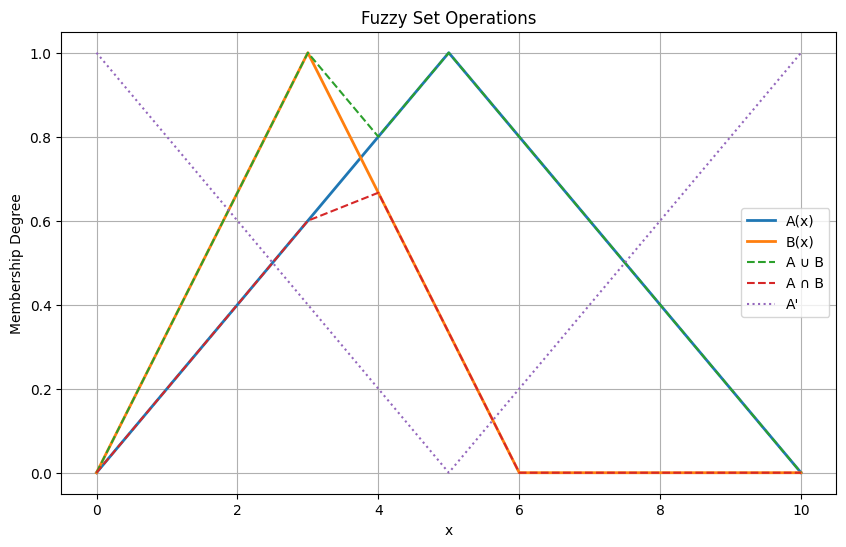 Fuzzy Set Operations
Membership Degree
1.0
0.8
0.6
0.4
0.2
0.0
0 2 4 6 8 10
x
A(x)
B(x)
A ∪ B
A ∩ B
A'